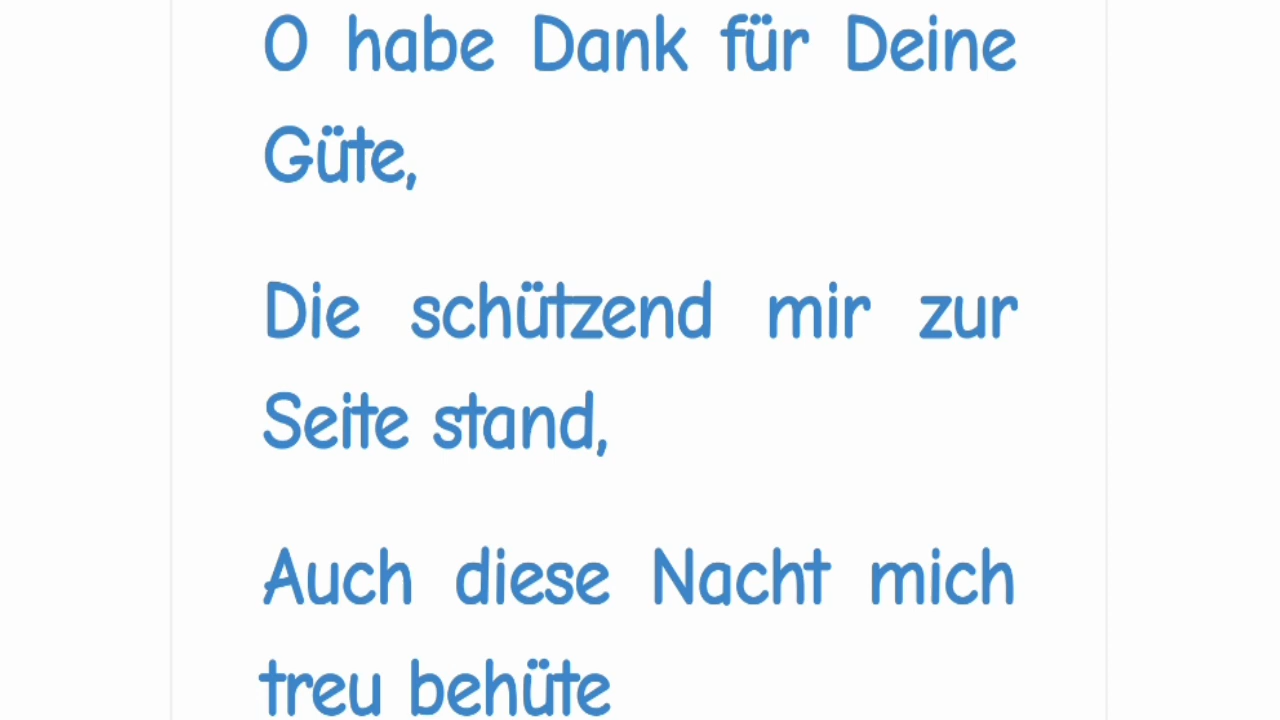 O habe Dank für Deine
Güte,
Die schützend mir zur
Seite stand,
Auch diese Nacht mich
treu behüte